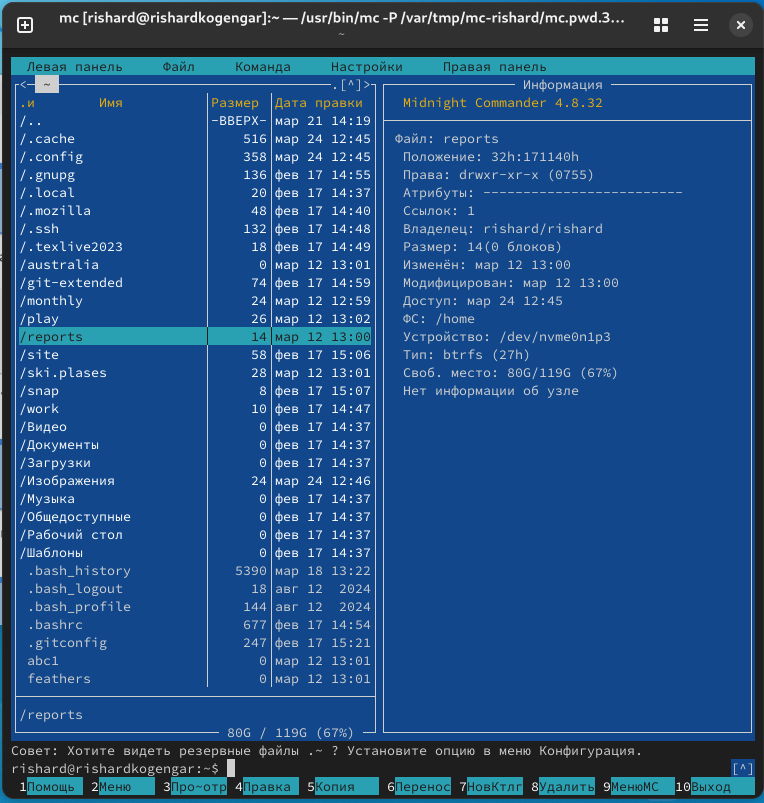 mc [rishard@rishardkogengar]:~ — /usr/bin/mc -P /var/tmp/mc-rishard/mc.pwd.3…
~
Левая панель Файл Команда Настройки Правая панель
<─ ~ .[^]>
.и Имя Размер Дата правки
/.. -ВВЕРХ- мар 21 14:19
/.cache 516 мар 24 12:45
/.config 358 мар 24 12:45
/.gnupg 136 фев 17 14:55
/.local 20 фев 17 14:37
/.mozilla 48 фев 17 14:40
/.ssh 132 фев 17 14:48
/.texlive2023 18 фев 17 14:49
/australia 0 мар 12 13:01
/git-extended 74 фев 17 14:59
/monthly 24 мар 12 12:59
/play 26 мар 12 13:02
/reports 14 мар 12 13:00
/site 58 фев 17 15:06
/ski.plases 28 мар 12 13:01
/snap 8 фев 17 15:07
/work 10 фев 17 14:47
/Видео 0 фев 17 14:37
/Документы 0 фев 17 14:37
/Загрузки 0 фев 17 14:37
/Изображения 24 мар 24 12:46
/Музыка 0 фев 17 14:37
/Общедоступные 0 фев 17 14:37
/Рабочий стол 0 фев 17 14:37
/Шаблоны 0 фев 17 14:37
.bash_history 5390 мар 18 13:22
.bash_logout 18 авг 12 2024
.bash_profile 144 авг 12 2024
.bashrc 677 фев 17 14:54
.gitconfig 247 фев 17 15:21
abc1 0 мар 12 13:01
feathers 0 мар 12 13:01
/reports
80G / 119G (67%)
Информация
Midnight Commander 4.8.32
Файл: reports
Положение: 32h:171140h
Права: drwxr-xr-x (0755)
Атрибуты: -------------------------
Ссылок: 1
Владелец: rishard/rishard
Размер: 14(0 блоков)
Изменён: мар 12 13:00
Модифицирован: мар 12 13:00
Доступ: мар 24 12:45
ФС: /home
Устройство: /dev/nvme0n1p3
Тип: btrfs (27h)
Своб. место: 80G/119G (67%)
Нет информации об узле
Совет: Хотите видеть резервные файлы .~ ? Установите опцию в меню Конфигурация.
rishard@rishardkogengar:~$ [^]
1Помощь 2Меню 3Про~отр 4Правка 5Копия 6Перенос 7НовКтлг 8Удалить 9МенюМС 10Выход